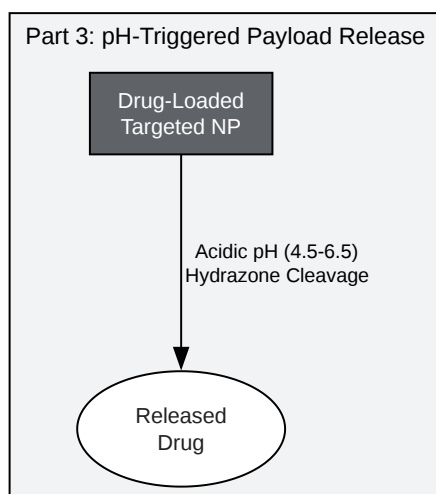 Part 3: pH-Triggered Payload Release
Drug-Loaded
Targeted NP
Acidic pH (4.5-6.5)
Hydrazone Cleavage
Released
Drug